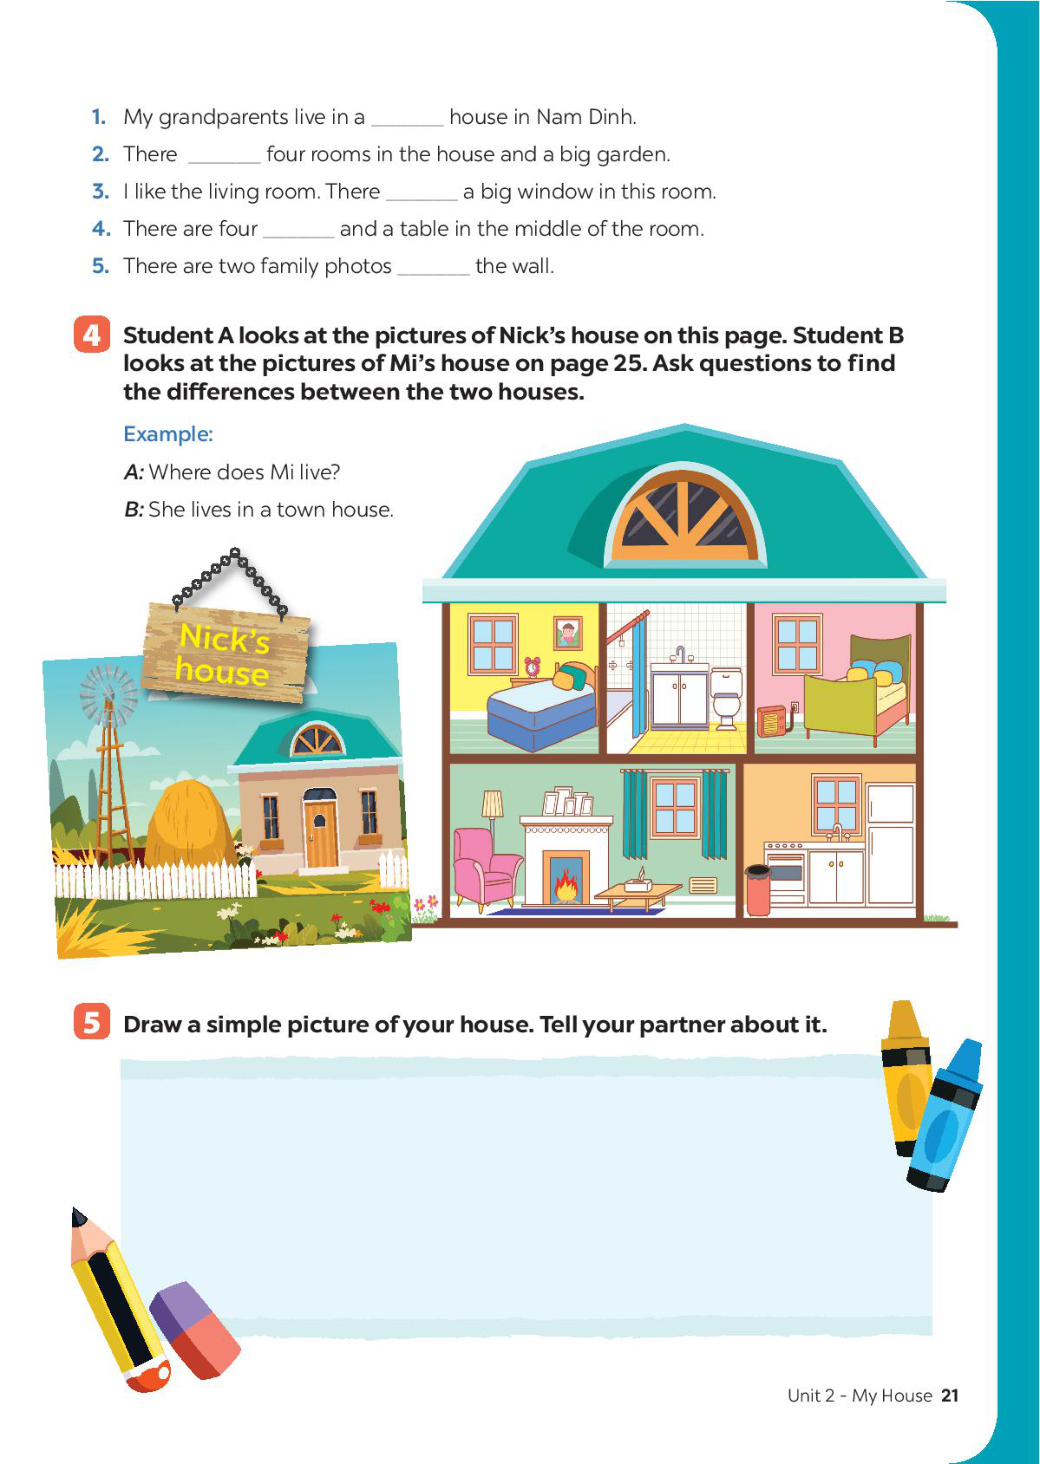 1. My grandparents live in a _______ house in Nam Dinh.
2. There _______ four rooms in the house and a big garden.
3. I like the living room. There _______ a big window in this room.
4. There are four _______ and a table in the middle of the room.
5. There are two family photos _______ the wall.
4 Student A looks at the pictures of Nick's house on this page. Student B
looks at the pictures of Mi's house on page 25. Ask questions to find
the differences between the two houses.
Example:
A: Where does Mi live?
B: She lives in a town house.
Nick's
house
5 Draw a simple picture of your house. Tell your partner about it.
Unit 2 - My House 21